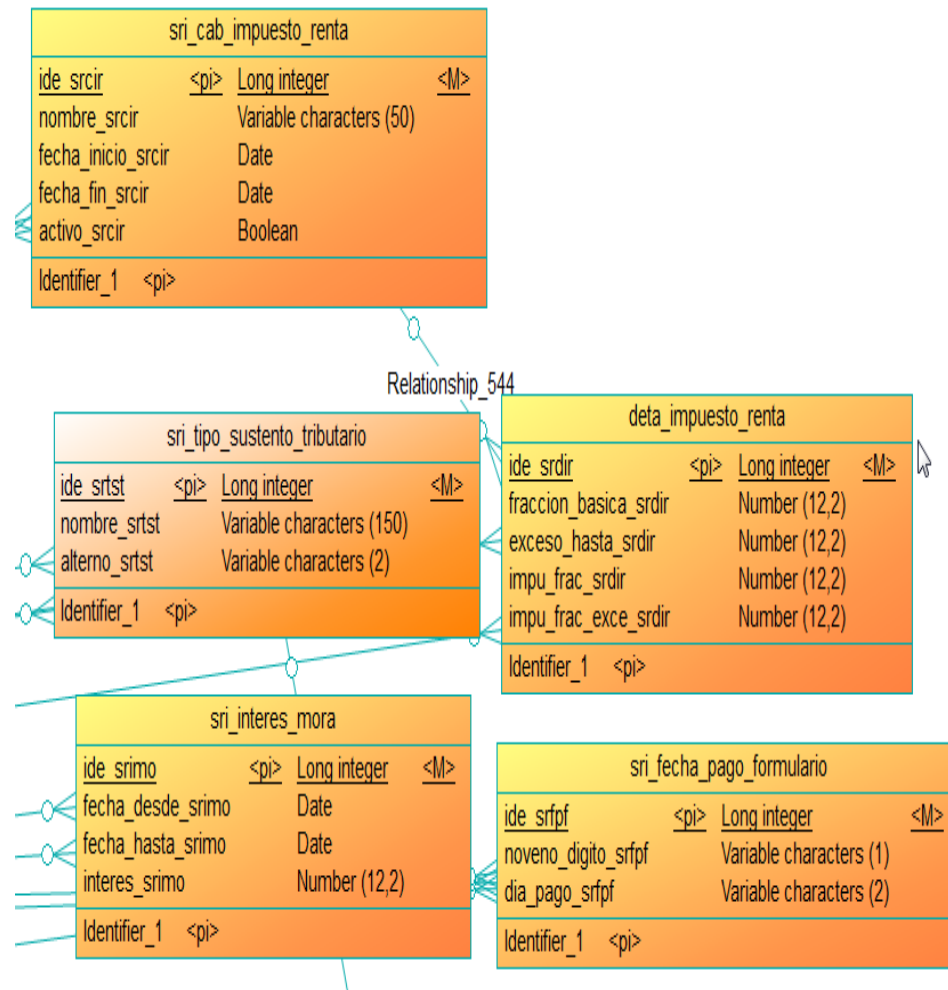 sri_cab_impuesto_renta
ide_srcir <pi> Long integer <M>
nombre_srcir Variable characters (50)
fecha_inicio_srcir Date
fecha_fin_srcir Date
activo_srcir Boolean
Identifier_1 <pi>
Relationship_544
sri_tipo_sustento_tributario
ide_srtst <pi> Long integer <M>
nombre_srtst Variable characters (150)
alterno_srtst Variable characters (2)
Identifier_1 <pi>
deta_impuesto_renta
ide_srdir <pi> Long integer <M>
fraccion_basica_srdir Number (12,2)
exceso_hasta_srdir Number (12,2)
impu_frac_srdir Number (12,2)
impu_frac_exce_srdir Number (12,2)
Identifier_1 <pi>
sri_interes_mora
ide_srimo <pi> Long integer <M>
fecha_desde_srimo Date
fecha_hasta_srimo Date
interes_srimo Number (12,2)
Identifier_1 <pi>
sri_fecha_pago_formulario
ide_srfpf <pi> Long integer <M>
noveno_digito_srfpf Variable characters (1)
dia_pago_srfpf Variable characters (2)
Identifier_1 <pi>